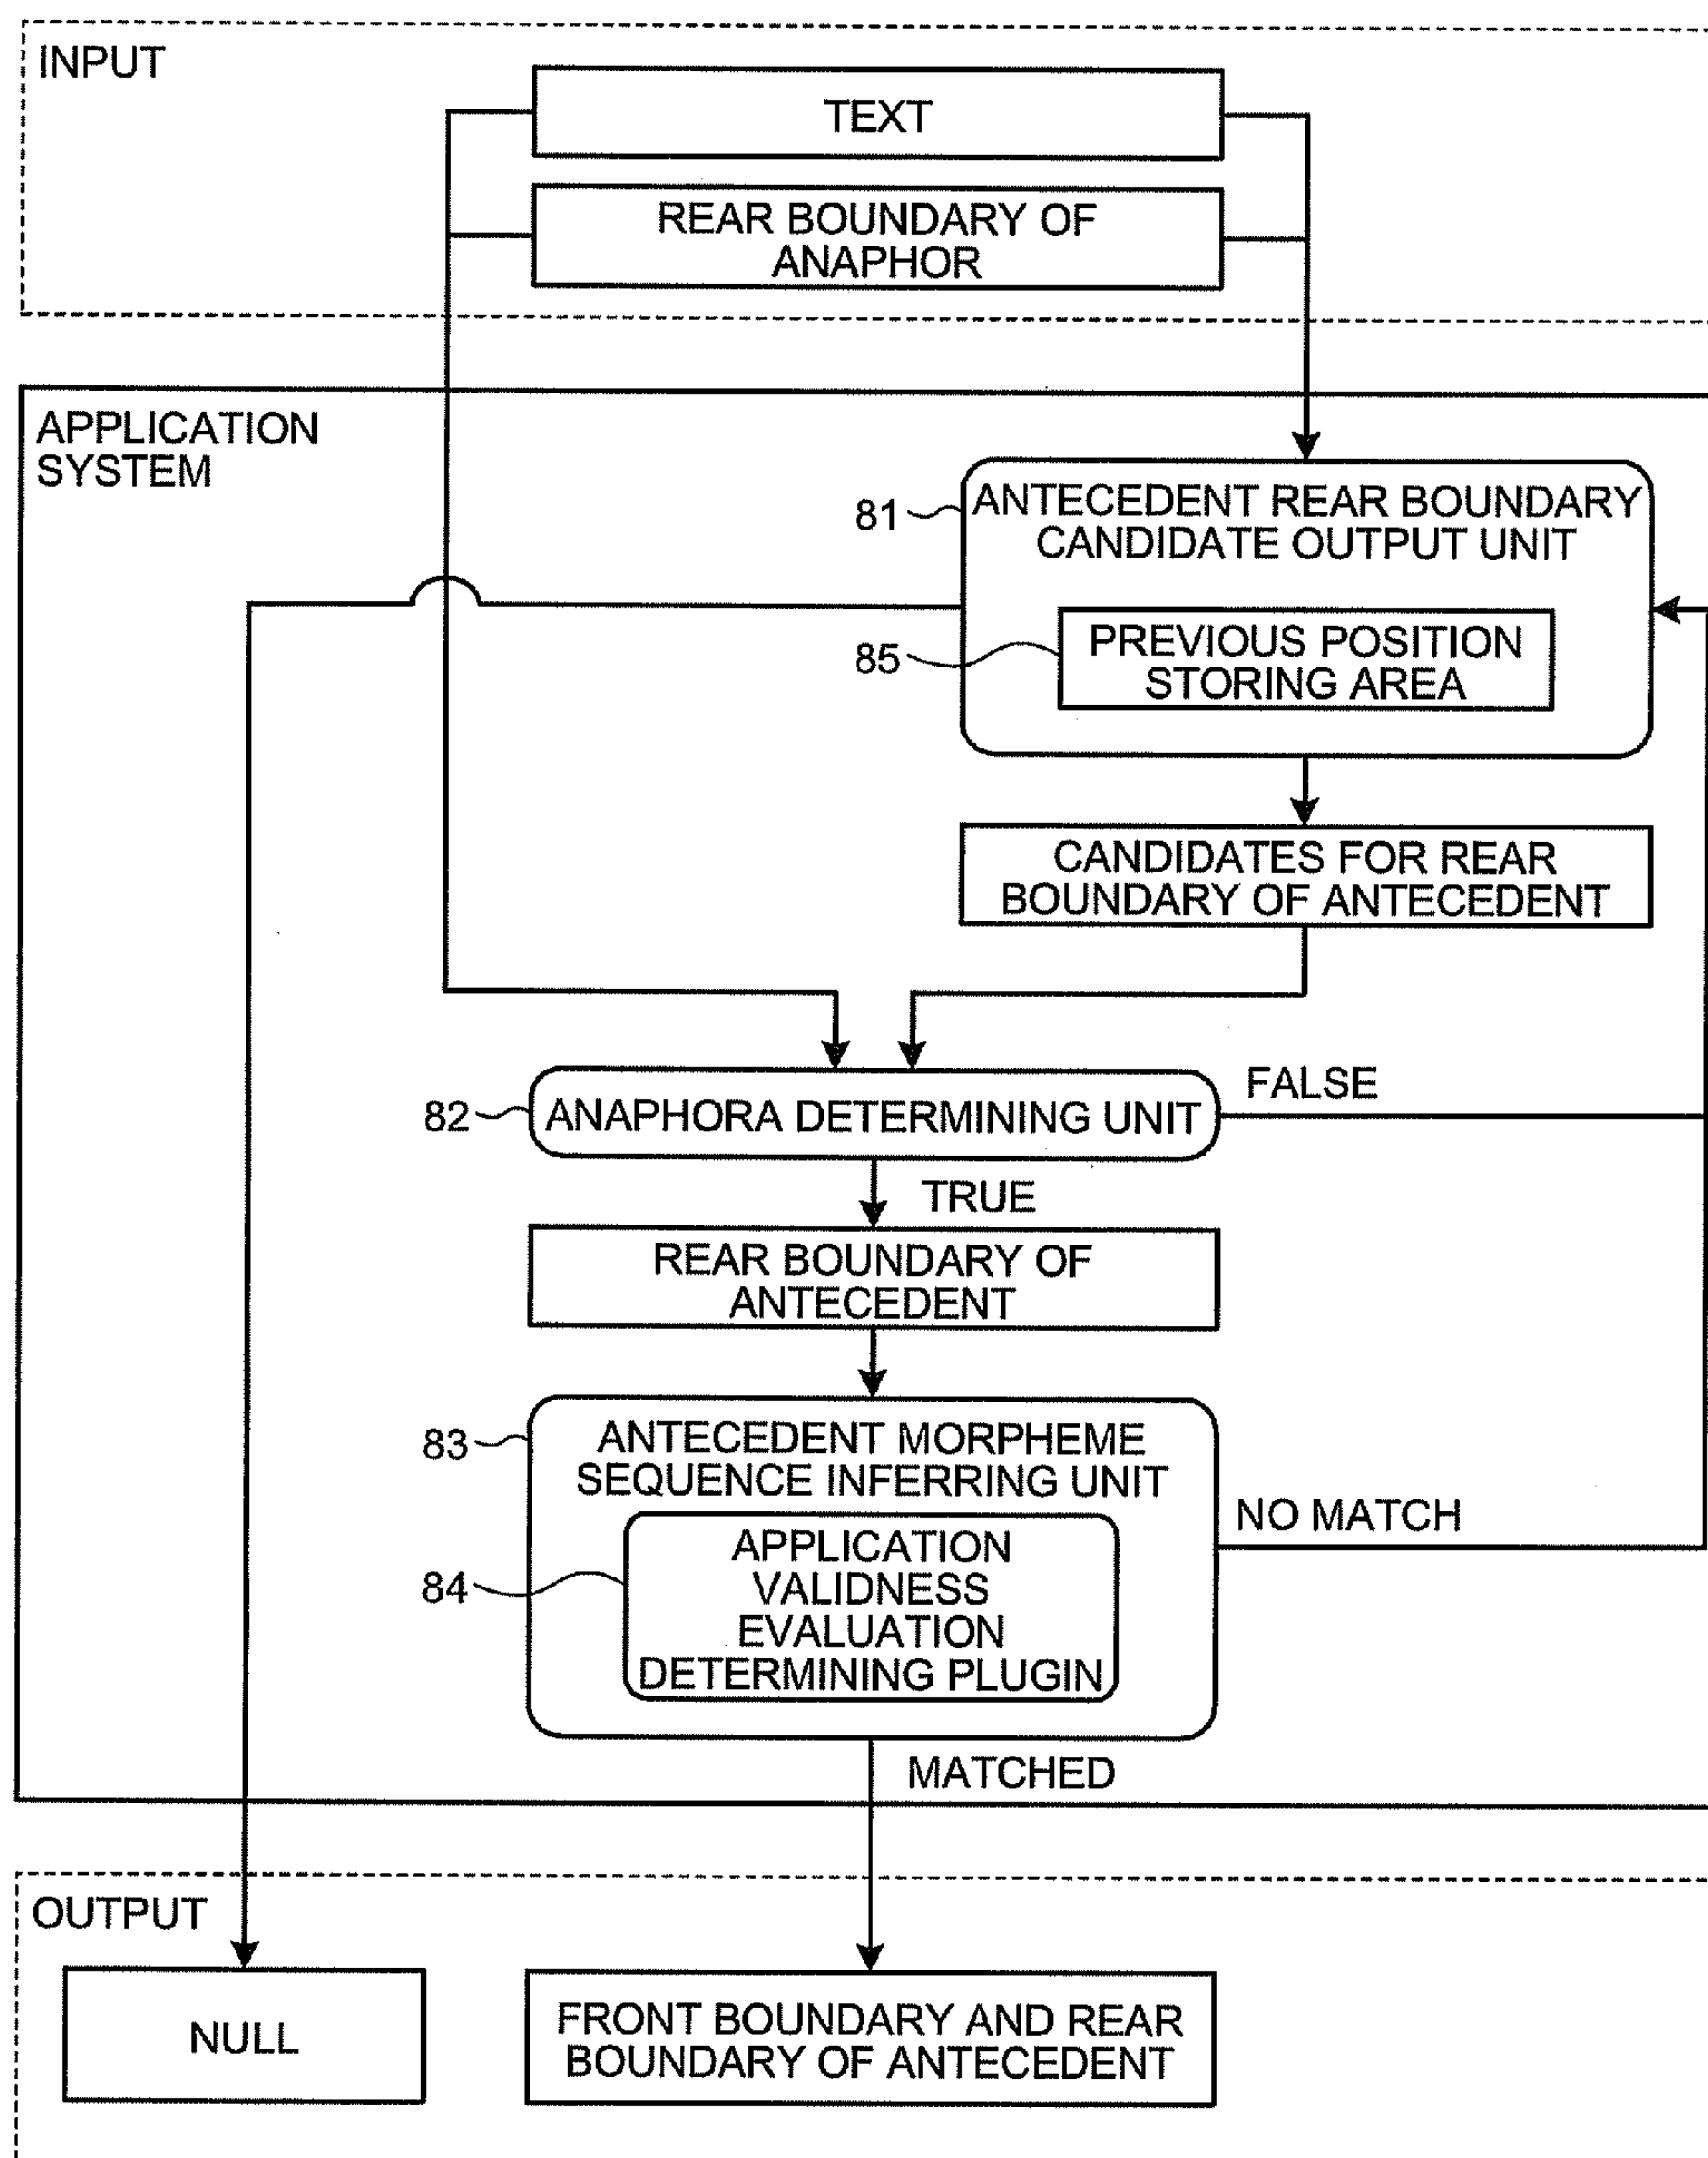 INPUT
TEXT
REAR BOUNDARY OF
ANAPHOR
APPLICATION
SYSTEM
81
ANTECEDENT REAR BOUNDARY
CANDIDATE OUTPUT UNIT
85
PREVIOUS POSITION
STORING AREA
CANDIDATES FOR REAR
BOUNDARY OF ANTECEDENT
82
ANAPHORA DETERMINING UNIT
FALSE
TRUE
REAR BOUNDARY OF
ANTECEDENT
83
ANTECEDENT MORPHEME
SEQUENCE INFERRING UNIT
NO MATCH
84
APPLICATION
VALIDNESS
EVALUATION
DETERMINING PLUGIN
MATCHED
OUTPUT
NULL
FRONT BOUNDARY AND REAR
BOUNDARY OF ANTECEDENT